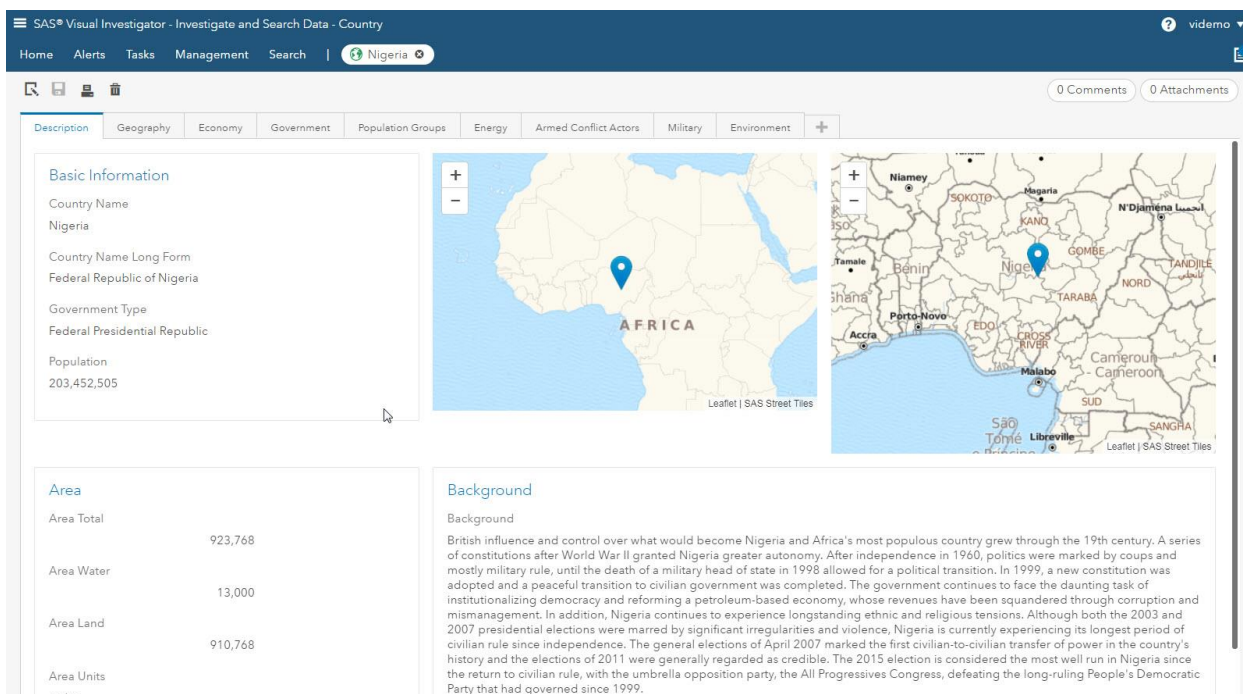 SAS® Visual Investigator - Investigate and Search Data - Country
videmo
Home Alerts Tasks Management Search | Nigeria
0 Comments 0 Attachments
Description Geography Economy Government Population Groups Energy Armed Conflict Actors Military Environment +
Basic Information
Country Name
Nigeria
Country Name Long Form
Federal Republic of Nigeria
Government Type
Federal Presidential Republic
Population
203,452,505
+
−
AFRICA
Leaflet | SAS Street Tiles
+
−
Niamey
Magaria
SOKOTO
N'Djaména
KANO
GOMBE
Tamale
Bénin
TANDJILÉ
NORD
Ghana
TARABA
Porto-Novo
EDO
CROSS
RIVER
Accra
Cameroun
Cameroon
Malabo
SUD
São
Tomé
SANGHA
Libreville
Leaflet | SAS Street Tiles
Area
Area Total
923,768
Area Water
13,000
Area Land
910,768
Area Units
Background
Background
British influence and control over what would become Nigeria and Africa's most populous country grew through the 19th century. A series
of constitutions after World War II granted Nigeria greater autonomy. After independence in 1960, politics were marked by coups and
mostly military rule, until the death of a military head of state in 1998 allowed for a political transition. In 1999, a new constitution was
adopted and a peaceful transition to civilian government was completed. The government continues to face the daunting task of
institutionalizing democracy and reforming a petroleum-based economy, whose revenues have been squandered through corruption and
mismanagement. In addition, Nigeria continues to experience longstanding ethnic and religious tensions. Although both the 2003 and
2007 presidential elections were marred by significant irregularities and violence, Nigeria is currently experiencing its longest period of
civilian rule since independence. The general elections of April 2007 marked the first civilian-to-civilian transfer of power in the country's
history and the elections of 2011 were generally regarded as credible. The 2015 election is considered the most well run in Nigeria since
the return to civilian rule, with the umbrella opposition party, the All Progressives Congress, defeating the long-ruling People's Democratic
Party that had governed since 1999.